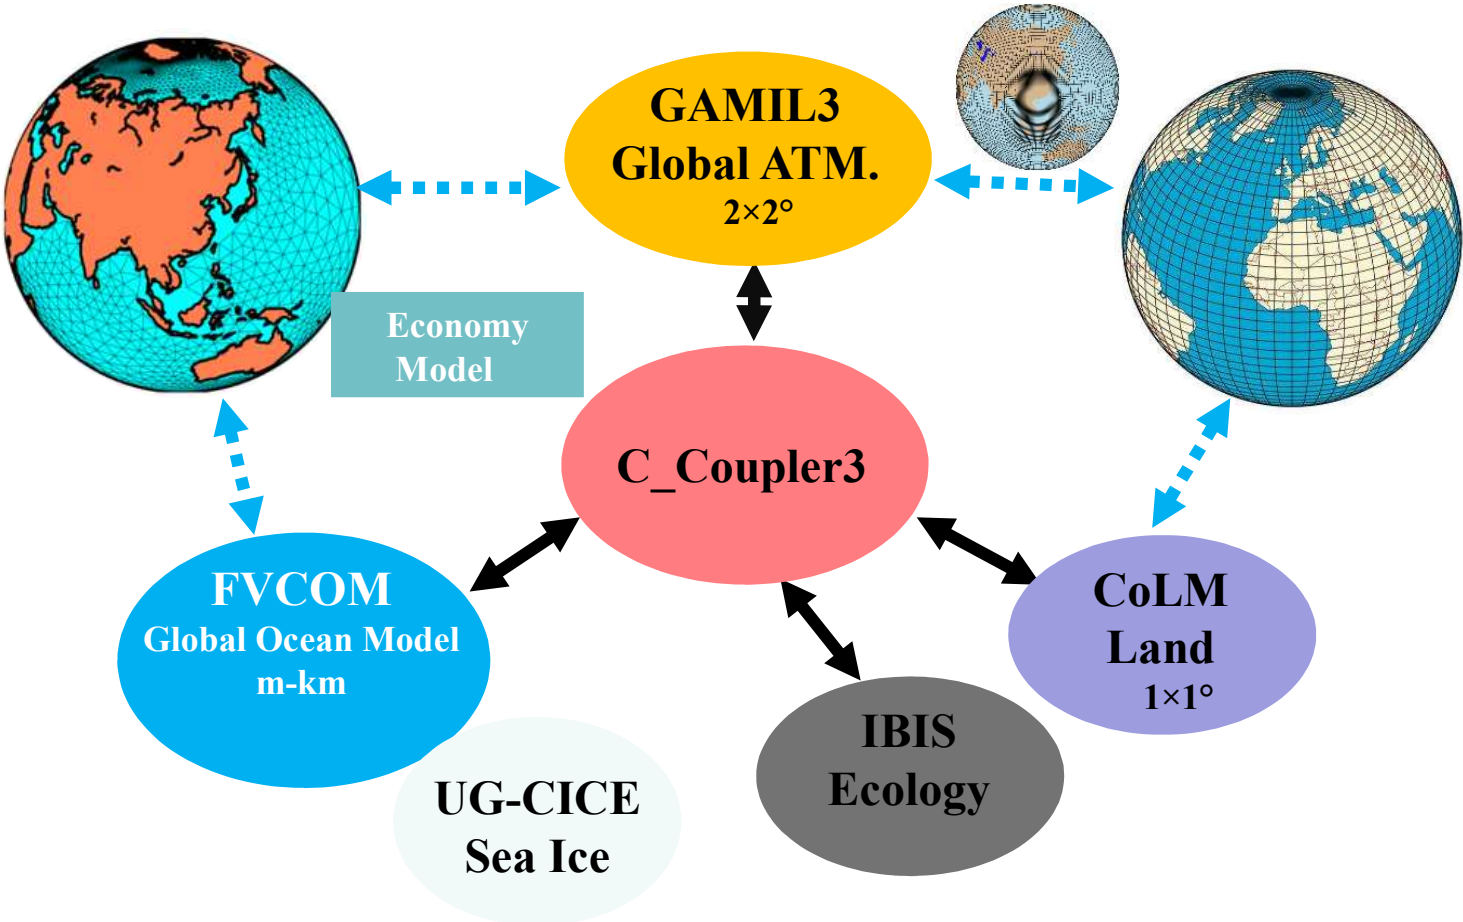 GAMIL3
Global ATM.
2×2°
Economy
Model
C_Coupler3
FVCOM
Global Ocean Model
m-km
CoLM
Land
1×1°
IBIS
Ecology
UG-CICE
Sea Ice